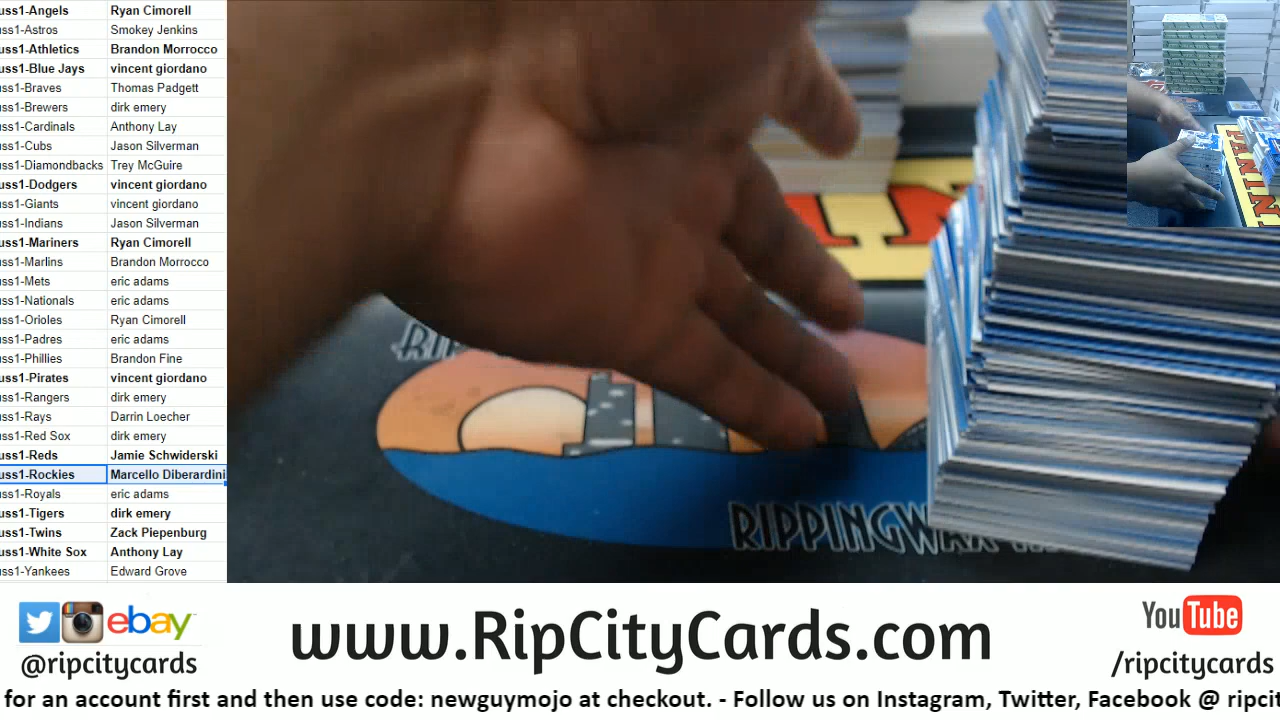 uss1-Angels Ryan Cimorell
uss1-Astros Smokey Jenkins
uss1-Athletics Brandon Morrocco
uss1-Blue Jays vincent giordano
uss1-Braves Thomas Padgett
uss1-Brewers dirk emery
uss1-Cardinals Anthony Lay
uss1-Cubs Jason Silverman
uss1-Diamondbacks Trey McGuire
uss1-Dodgers vincent giordano
uss1-Giants vincent giordano
uss1-Indians Jason Silverman
uss1-Mariners Ryan Cimorell
uss1-Marlins Brandon Morrocco
uss1-Mets eric adams
uss1-Nationals eric adams
uss1-Orioles Ryan Cimorell
uss1-Padres eric adams
uss1-Phillies Brandon Fine
uss1-Pirates vincent giordano
uss1-Rangers dirk emery
uss1-Rays Darrin Loecher
uss1-Red Sox dirk emery
uss1-Reds Jamie Schwiderski
uss1-Rockies Marcello Diberardini
uss1-Royals eric adams
uss1-Tigers dirk emery
uss1-Twins Zack Piepenburg
uss1-White Sox Anthony Lay
uss1-Yankees Edward Grove
PANIN
RIPPINGWAX
ebay
@ripcitycards
www.RipCityCards.com
YouTube
/ripcitycards
for an account first and then use code: newguymojo at checkout. - Follow us on Instagram, Twitter, Facebook @ ripcit